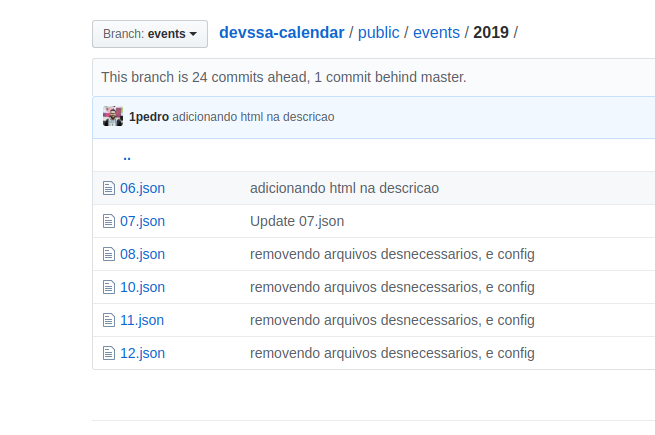 Branch: events devssa-calendar / public / events / 2019 /
This branch is 24 commits ahead, 1 commit behind master.
1pedro adicionando html na descricao
..
06.json adicionando html na descricao
07.json Update 07.json
08.json removendo arquivos desnecessarios, e config
10.json removendo arquivos desnecessarios, e config
11.json removendo arquivos desnecessarios, e config
12.json removendo arquivos desnecessarios, e config